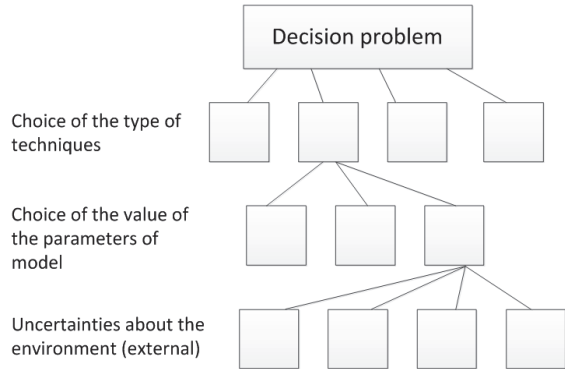 Decision problem
Choice of the type of
techniques
Choice of the value of
the parameters of
model
Uncertainties about the
environment (external)